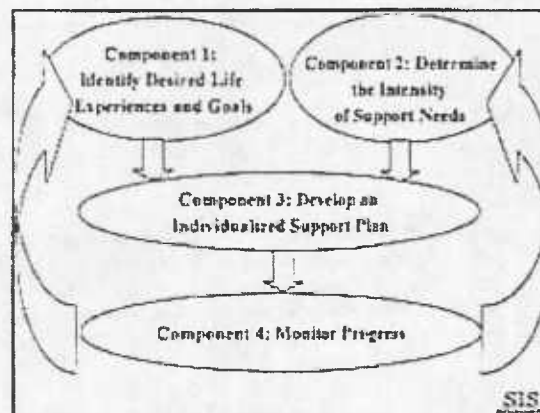 Component 1:
Identify Desired Life
Experiences and Goals
Component 2: Determine
the Intensity
of Support Needs
Component 3: Develop an
Individualized Support Plan
Component 4: Monitor Progress
SIS